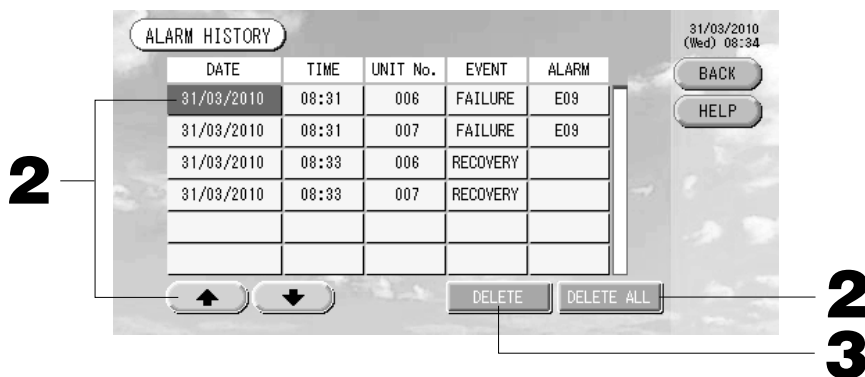 ALARM HISTORY
31/03/2010
(Wed) 08:34
BACK
HELP
DATE TIME UNIT No. EVENT ALARM
31/03/2010 08:31 006 FAILURE E09
31/03/2010 08:31 007 FAILURE E09
31/03/2010 08:33 006 RECOVERY
31/03/2010 08:33 007 RECOVERY
2
DELETE DELETE ALL
2
3